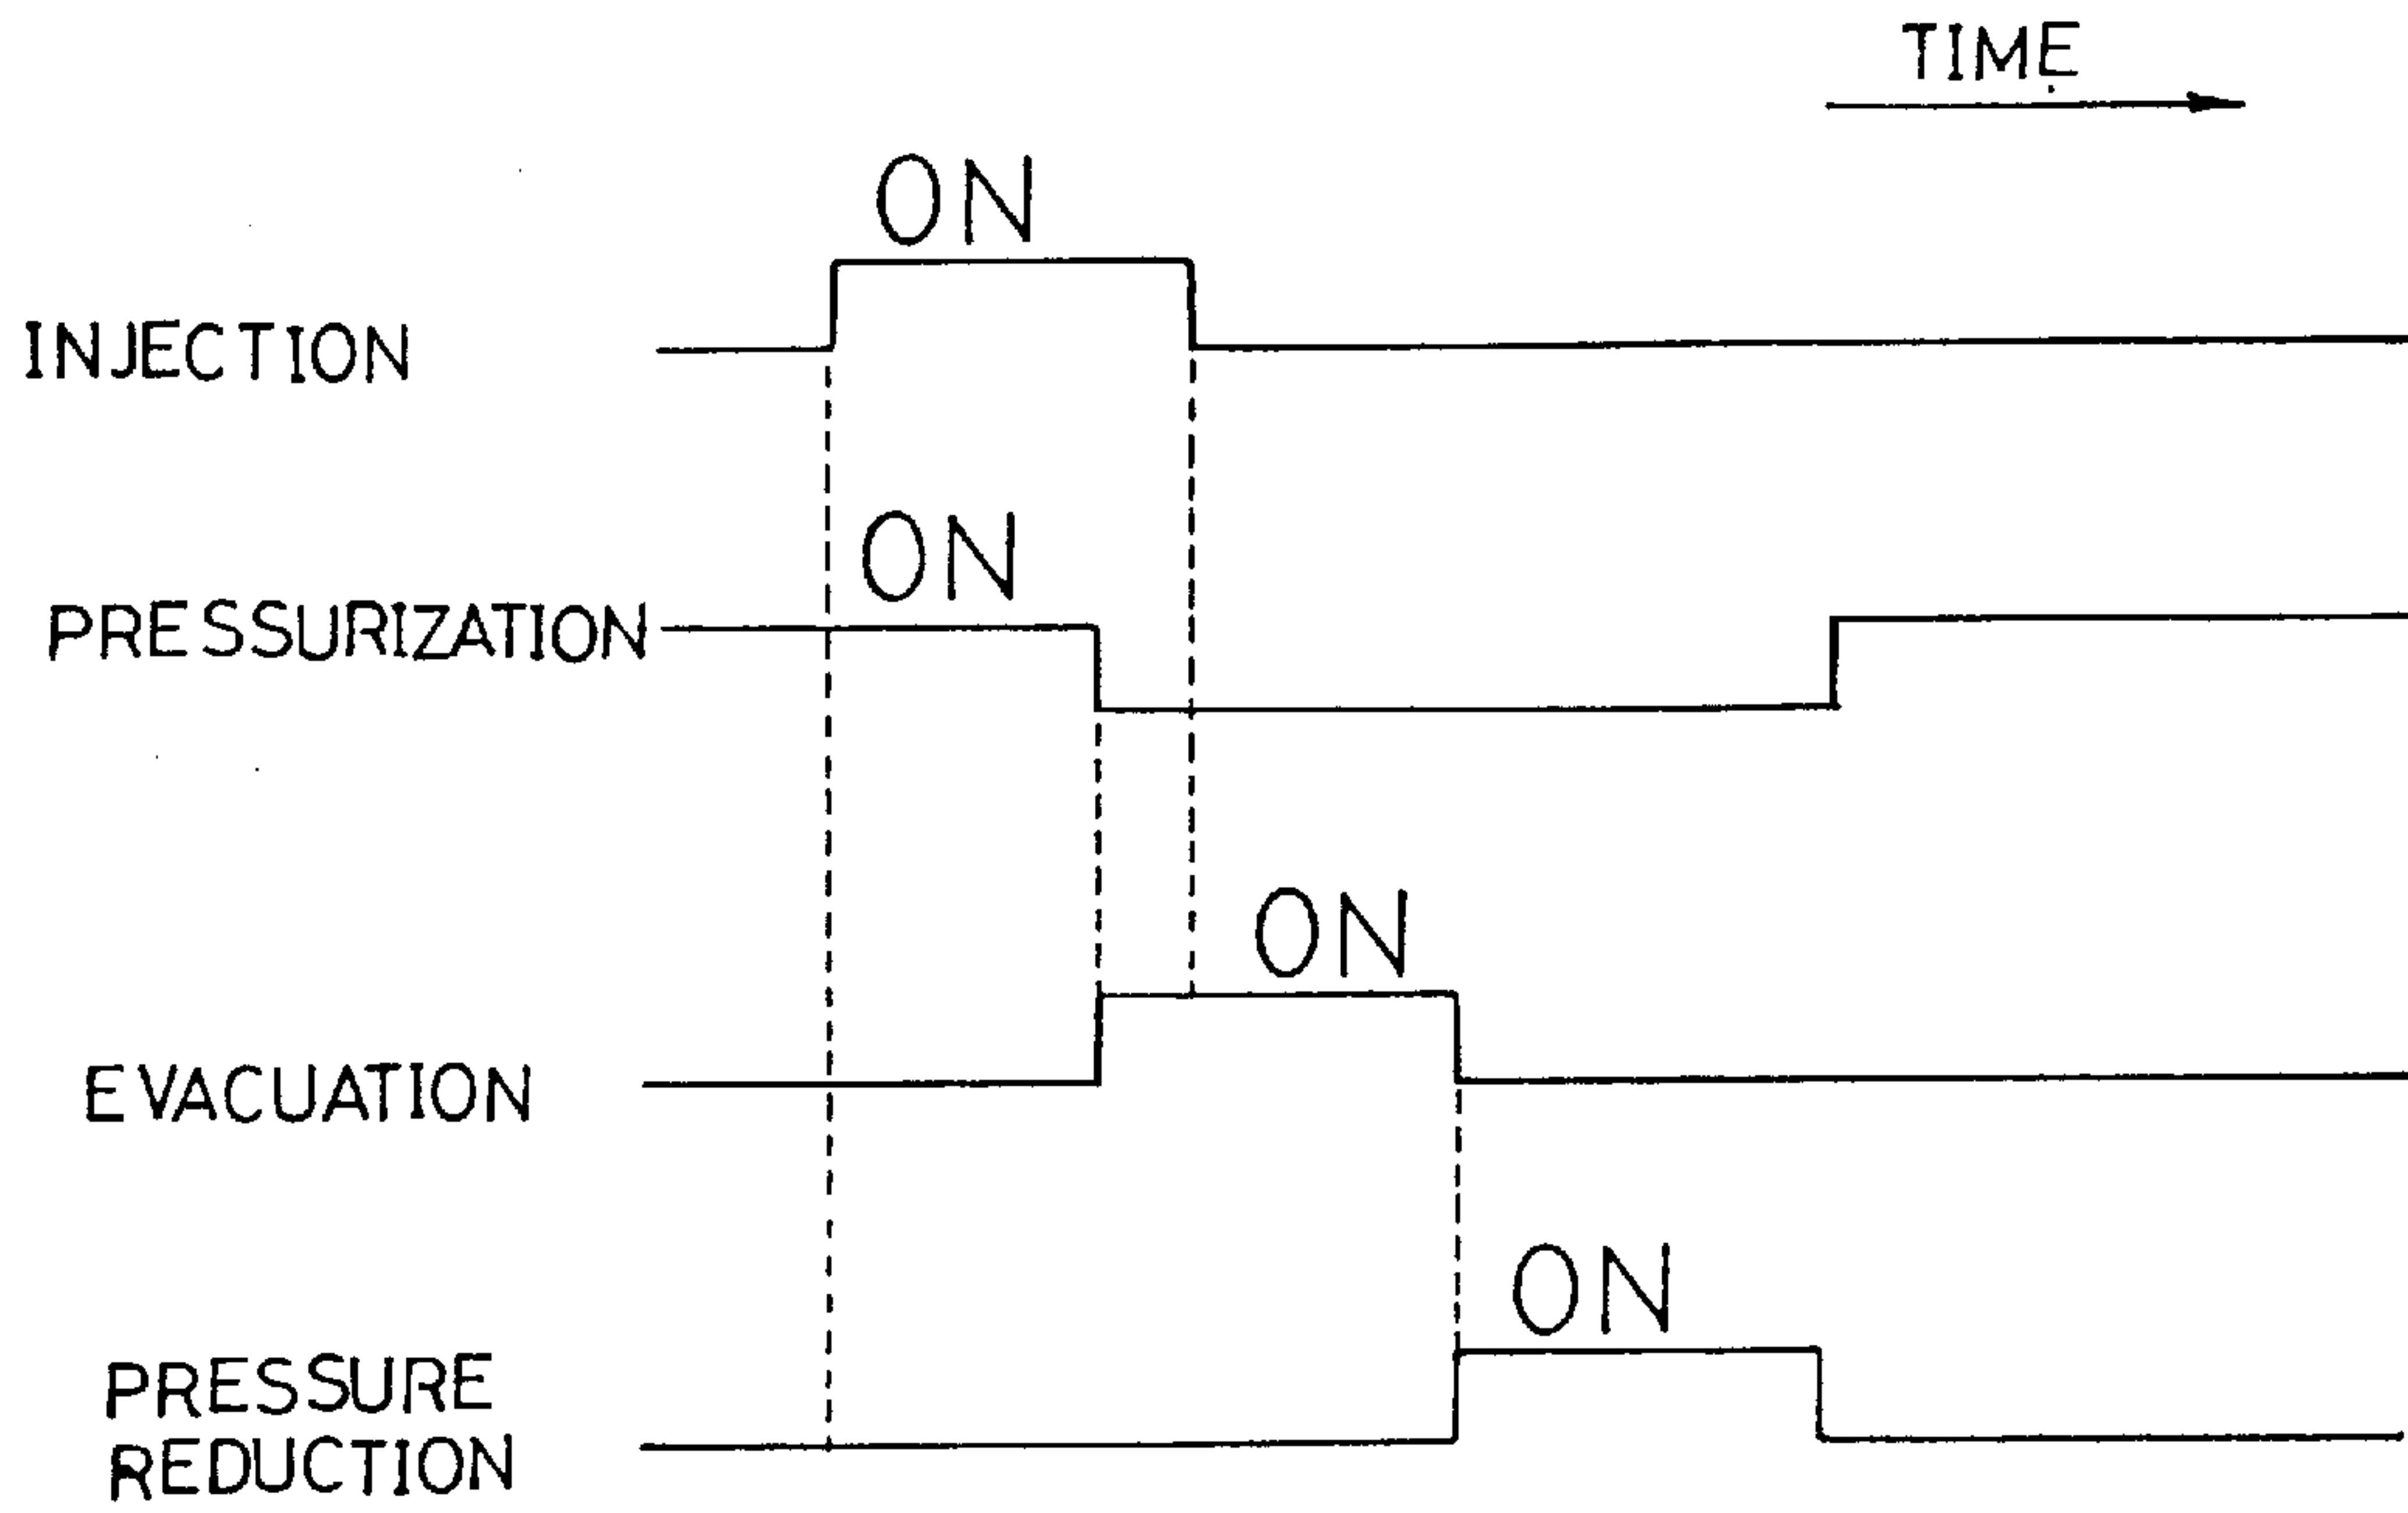 TIME
ON
INJECTION
ON
PRESSURIZATION
ON
EVACUATION
ON
PRESSURE
REDUCTION